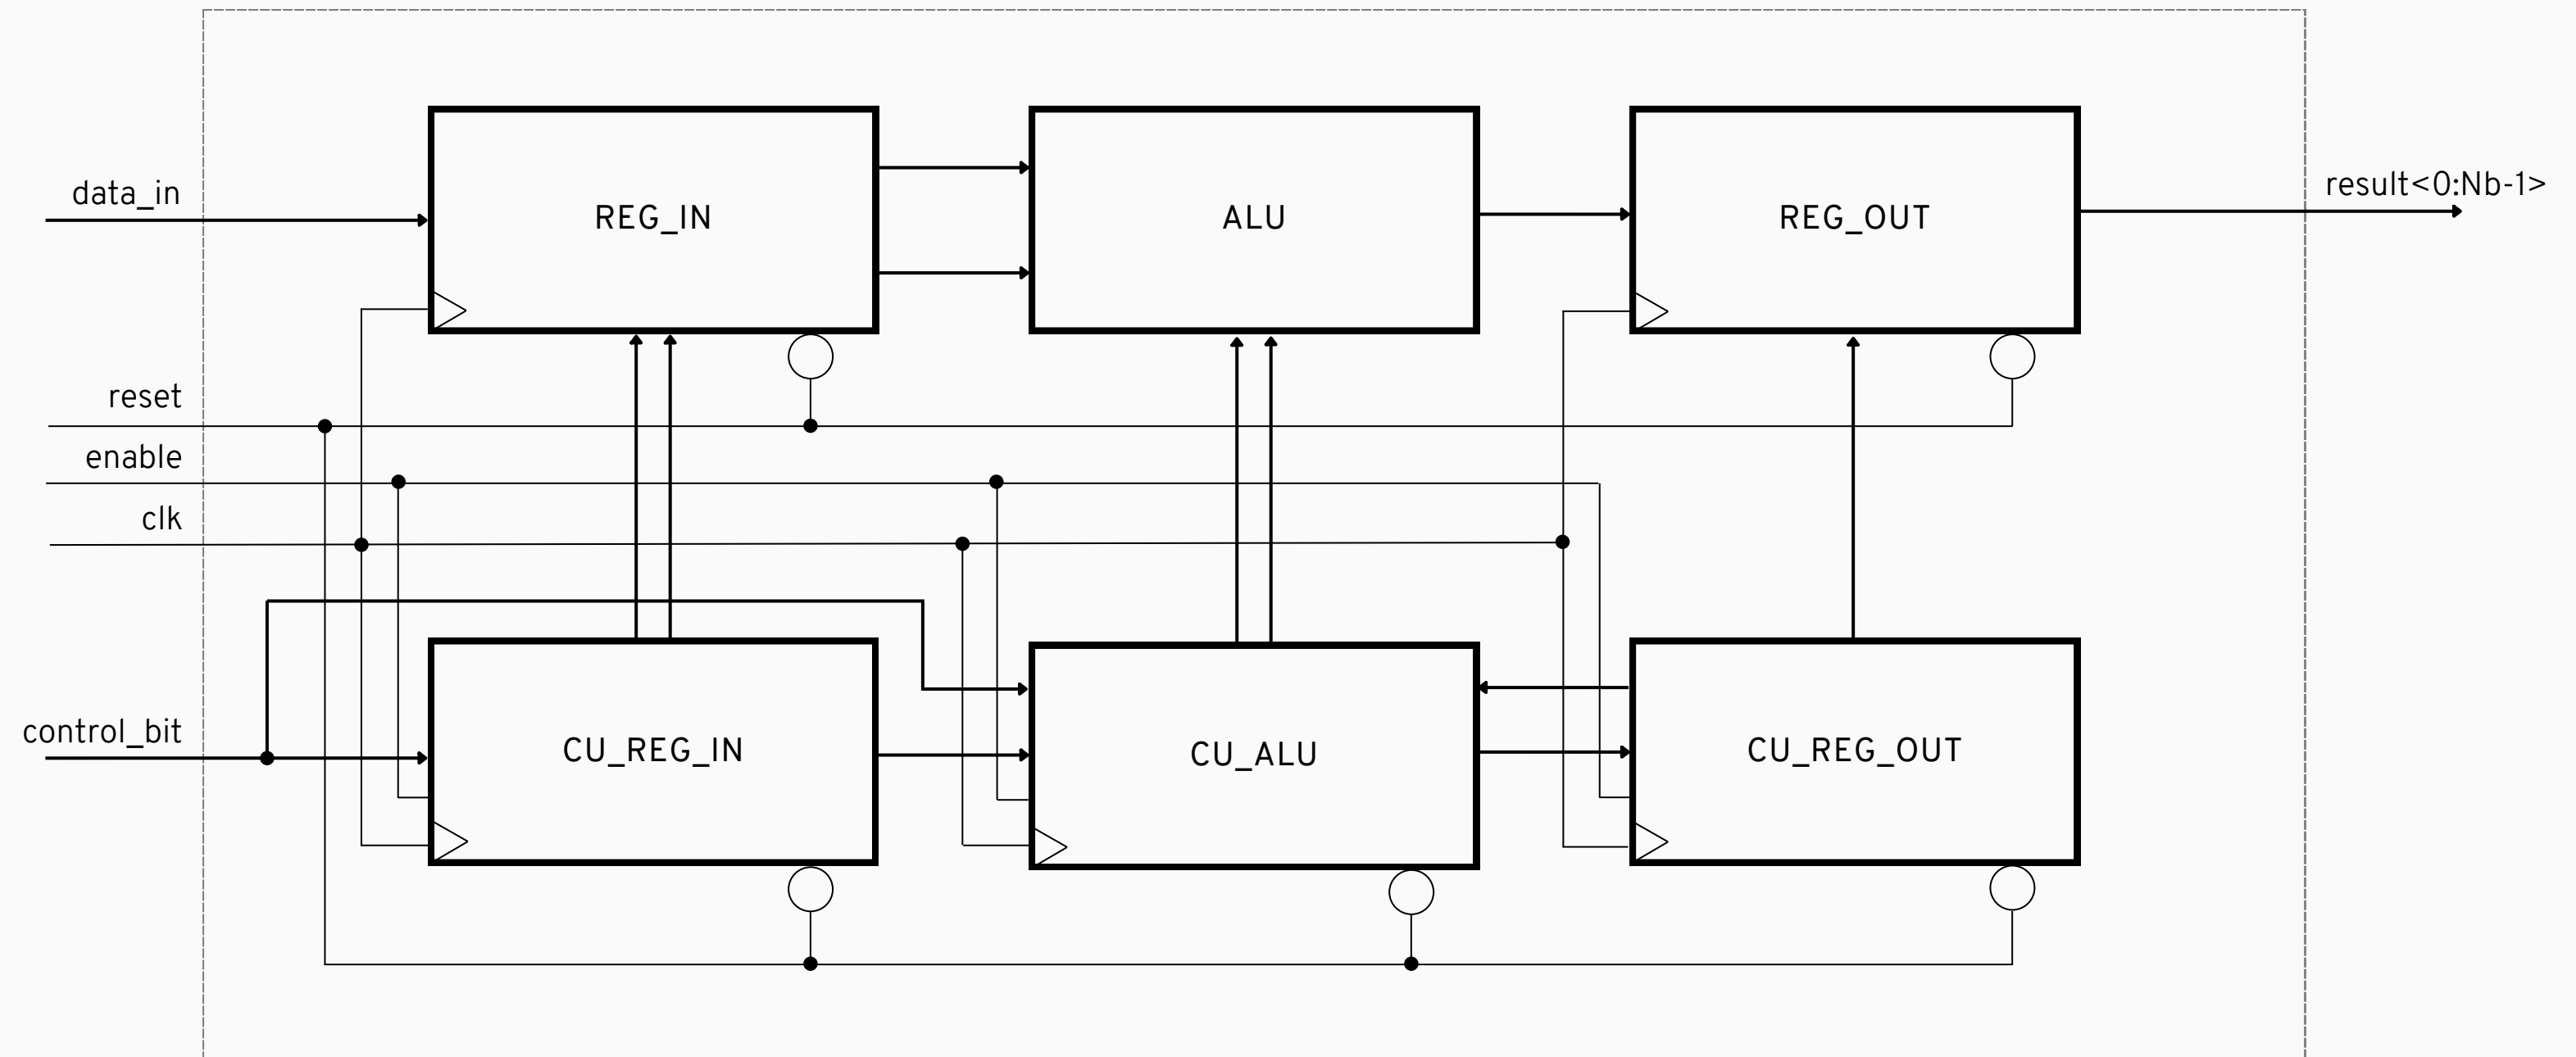 data_in
REG_IN
ALU
REG_OUT
result<0:Nb-1>
reset
enable
clk
control_bit
CU_REG_IN
CU_ALU
CU_REG_OUT